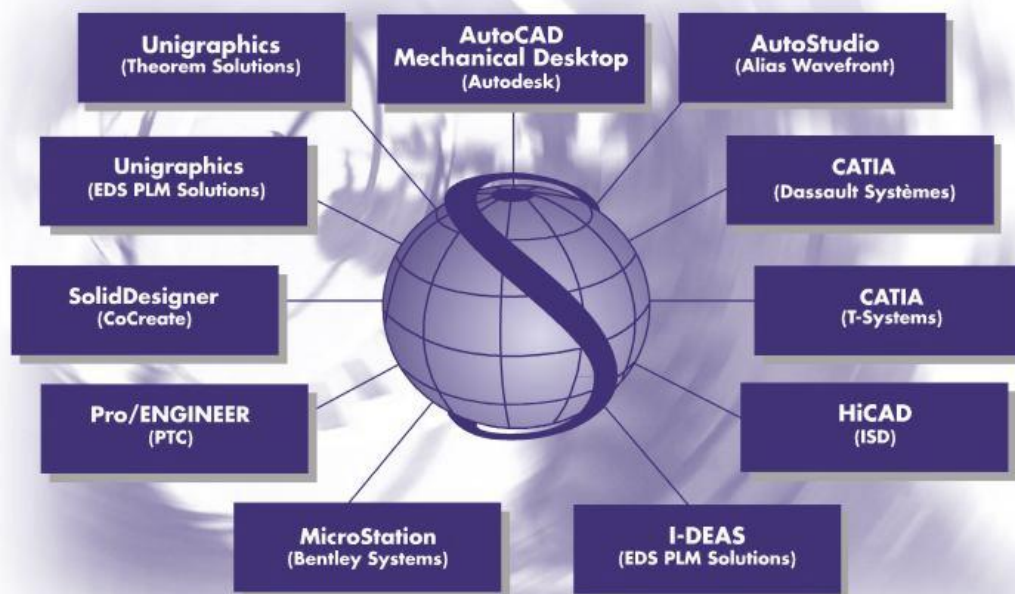 Unigraphics
(Theorem Solutions)
AutoCAD
Mechanical Desktop
(Autodesk)
AutoStudio
(Alias Wavefront)
Unigraphics
(EDS PLM Solutions)
CATIA
(Dassault Systèmes)
SolidDesigner
(CoCreate)
CATIA
(T-Systems)
Pro/ENGINEER
(PTC)
HiCAD
(ISD)
MicroStation
(Bentley Systems)
I-DEAS
(EDS PLM Solutions)